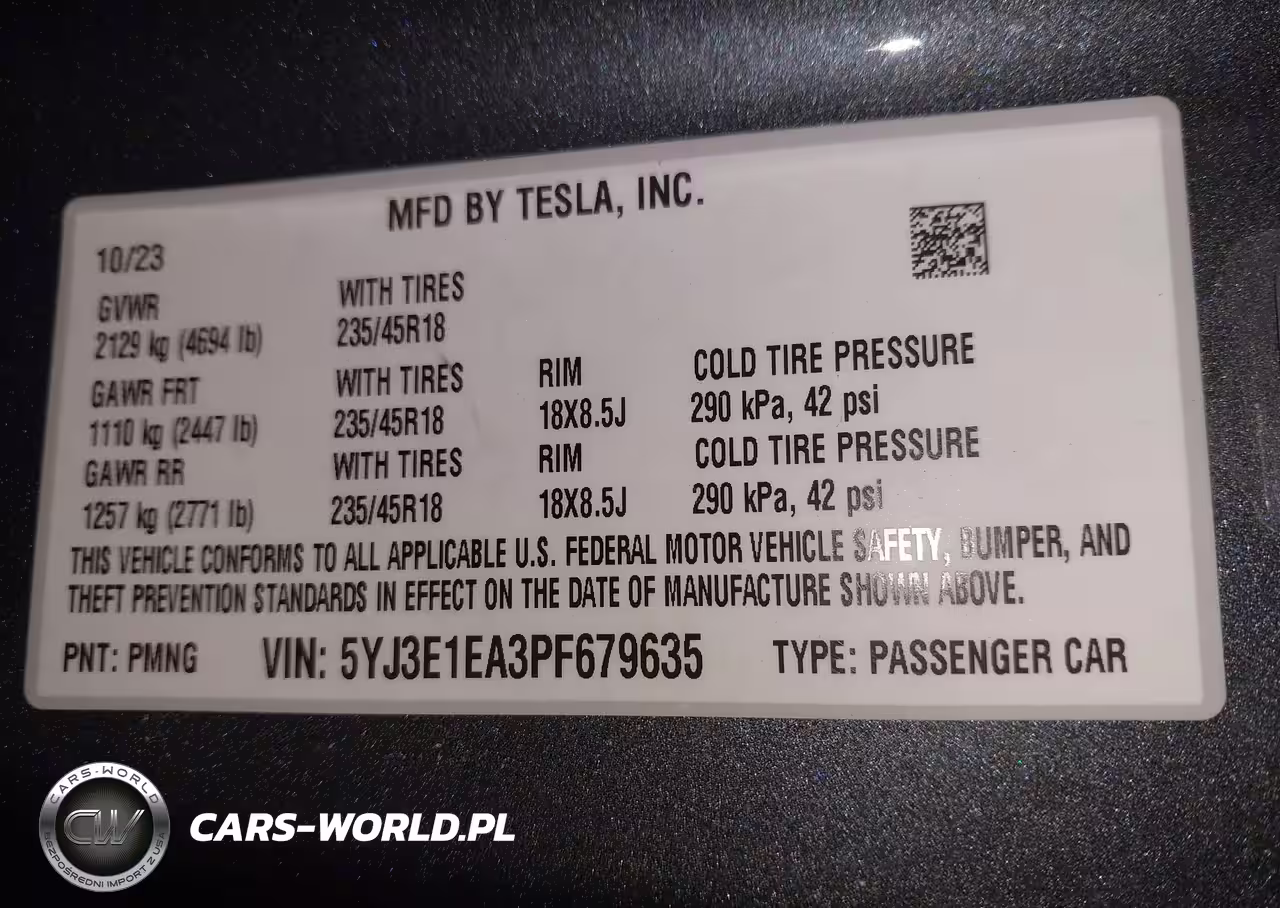 MFD BY TESLA, INC.
10/23
GVWR WITH TIRES
2129 kg (4694 lb) 235/45R18
GAWR FRT WITH TIRES RIM COLD TIRE PRESSURE
1110 kg (2447 lb) 235/45R18 18X8.5J 290 kPa, 42 psi
GAWR RR WITH TIRES RIM COLD TIRE PRESSURE
1257 kg (2771 lb) 235/45R18 18X8.5J 290 kPa, 42 psi
THIS VEHICLE CONFORMS TO ALL APPLICABLE U.S. FEDERAL MOTOR VEHICLE SAFETY, BUMPER, AND
THEFT PREVENTION STANDARDS IN EFFECT ON THE DATE OF MANUFACTURE SHOWN ABOVE.
PNT: PMNG VIN: 5YJ3E1EA3PF679635 TYPE: PASSENGER CAR
CARS-WORLD
CW
BEZPOŚREDNI IMPORT Z USA
CARS-WORLD.PL